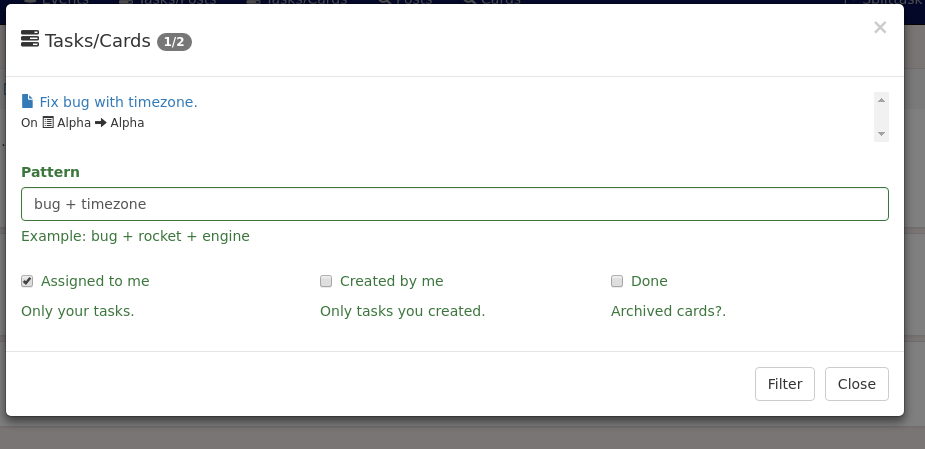 Tasks/Cards 1/2
×
Fix bug with timezone.
On Alpha Alpha
Pattern
bug + timezone
Example: bug + rocket + engine
Assigned to me Created by me Done
Only your tasks. Only tasks you created. Archived cards?.
Filter Close